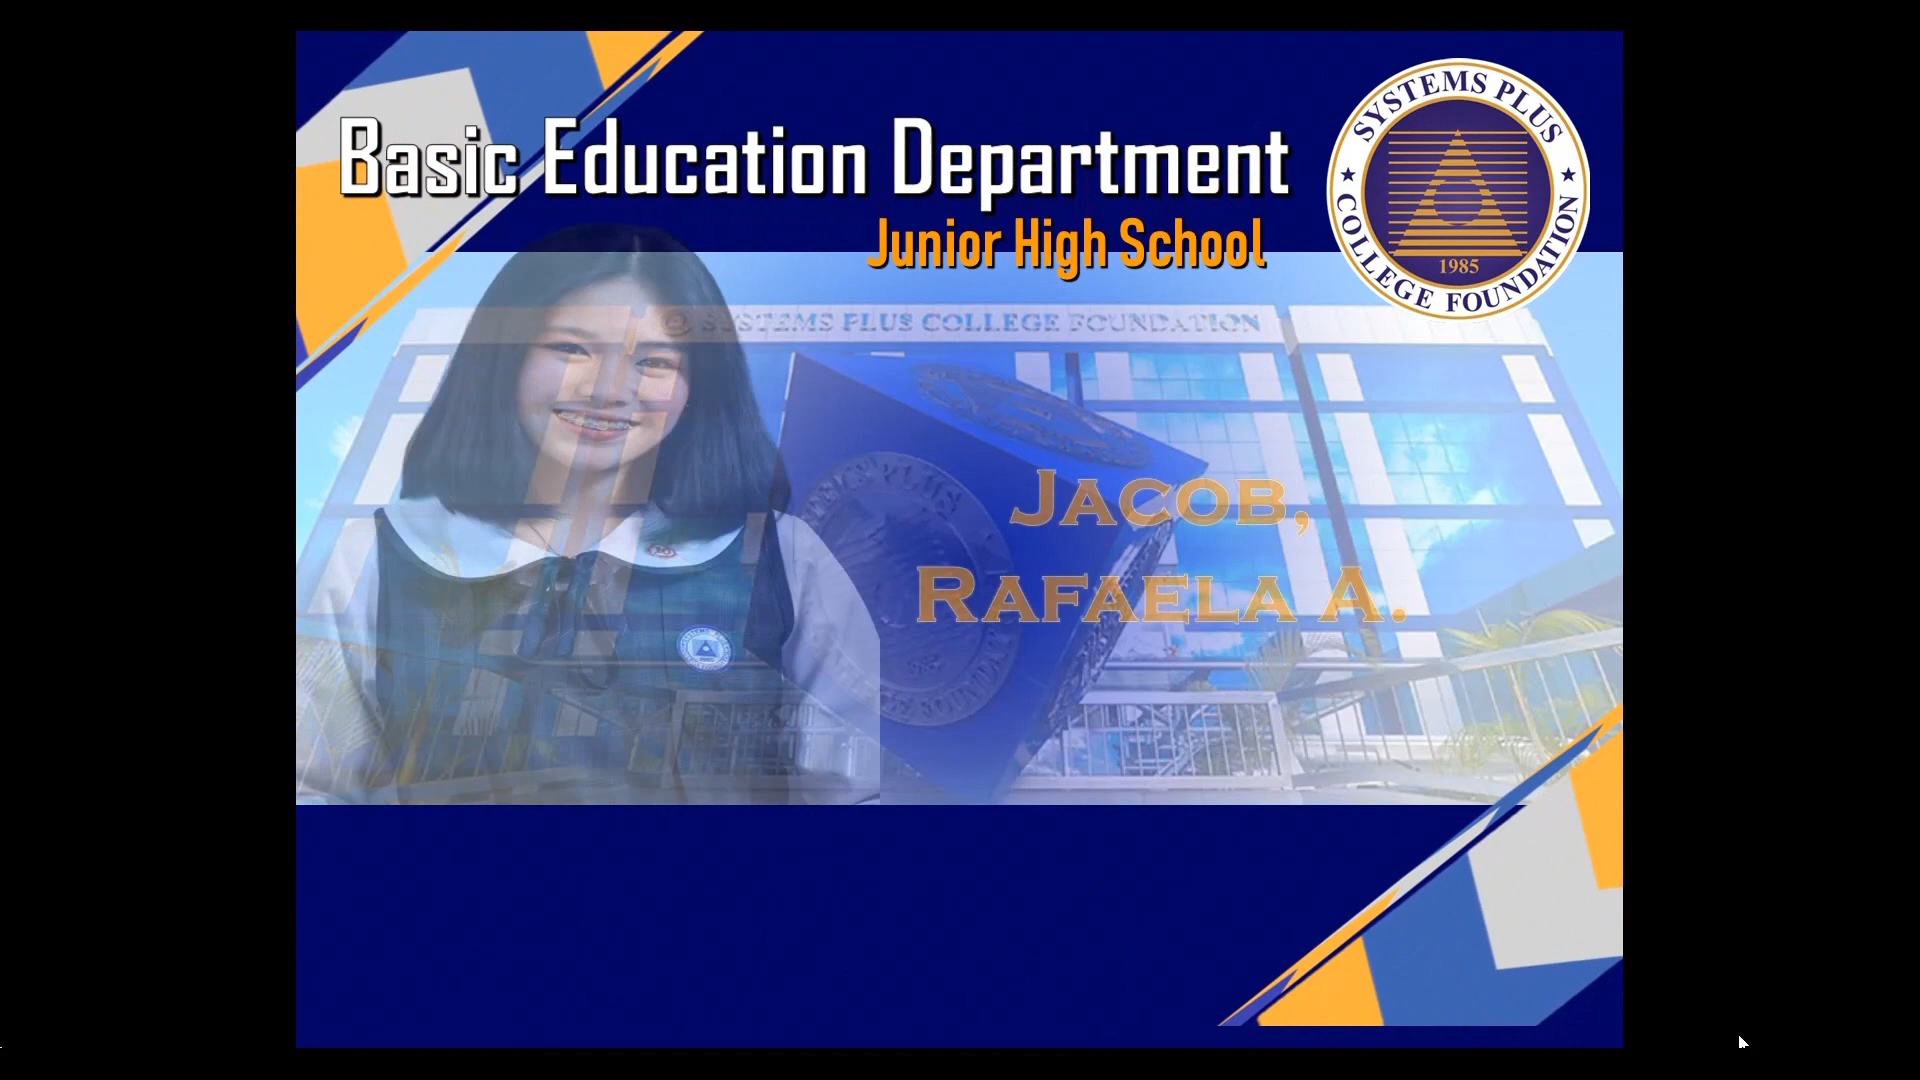 Basic Education Department
Junior High School
SYSTEMS PLUS
COLLEGE FOUNDATION
1985
SYSTEMS PLUS COLLEGE FOUNDATION
JACOB,
RAFAELA A.